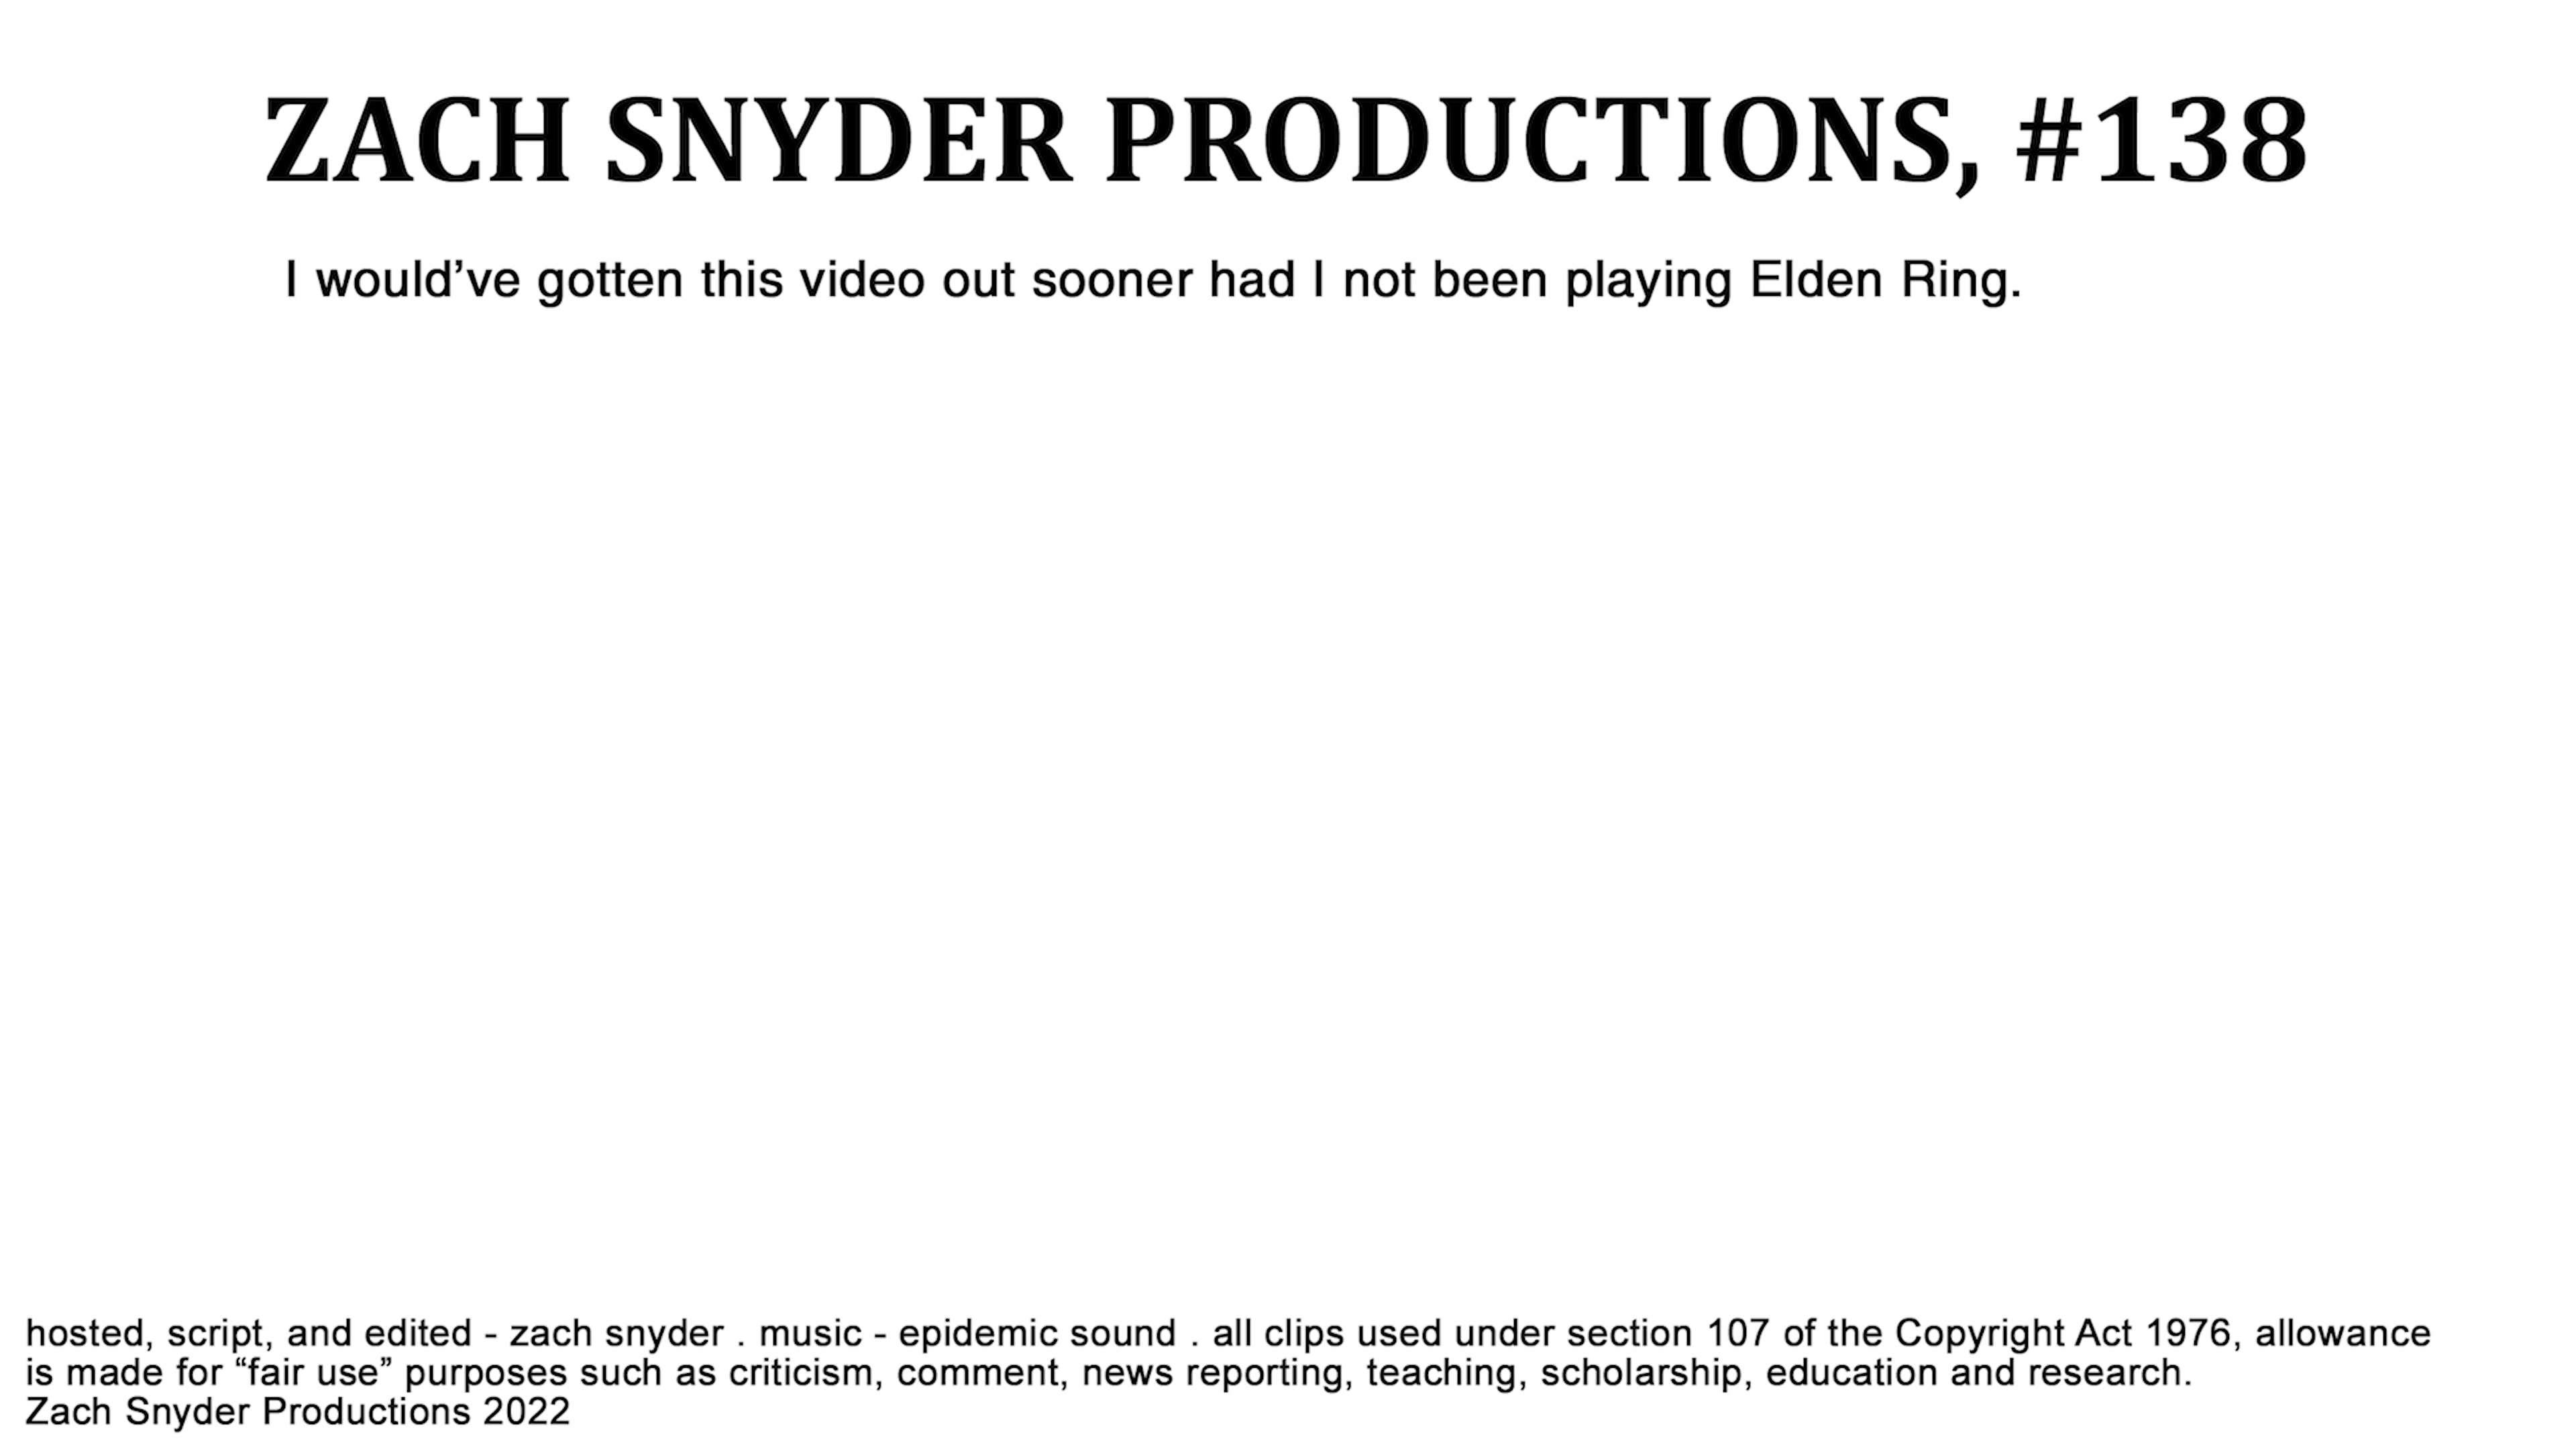 ZACH SNYDER PRODUCTIONS, #138
I would’ve gotten this video out sooner had I not been playing Elden Ring.
hosted, script, and edited - zach snyder . music - epidemic sound . all clips used under section 107 of the Copyright Act 1976, allowance
is made for “fair use” purposes such as criticism, comment, news reporting, teaching, scholarship, education and research.
Zach Snyder Productions 2022